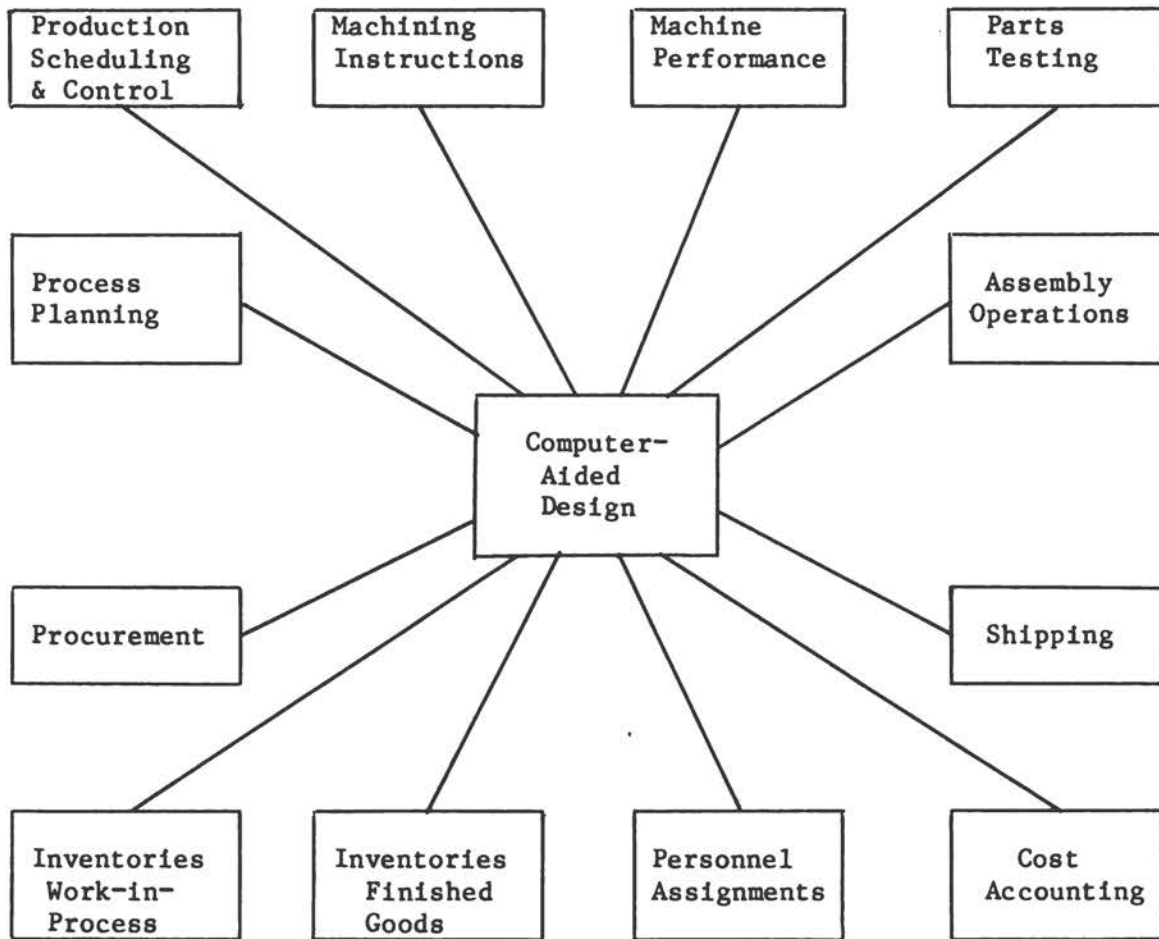 Production
Scheduling
& Control
Machining
Instructions
Machine
Performance
Parts
Testing
Process
Planning
Assembly
Operations
Computer-
Aided
Design
Procurement
Shipping
Inventories
Work-in-
Process
Inventories
Finished
Goods
Personnel
Assignments
Cost
Accounting